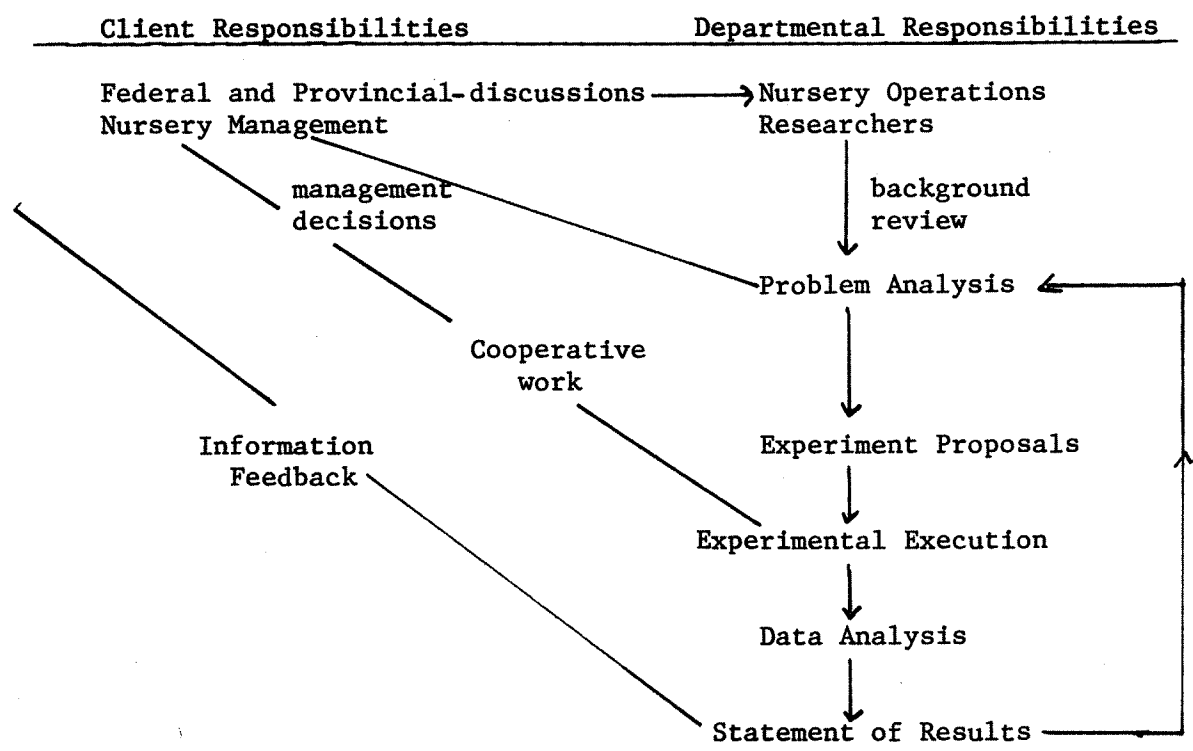 Client Responsibilities
Departmental Responsibilities
Federal and Provincial-discussions
Nursery Management
Nursery Operations
Researchers
management
decisions
background
review
Problem Analysis
Cooperative
work
Information
Feedback
Experiment Proposals
Experimental Execution
Data Analysis
Statement of Results